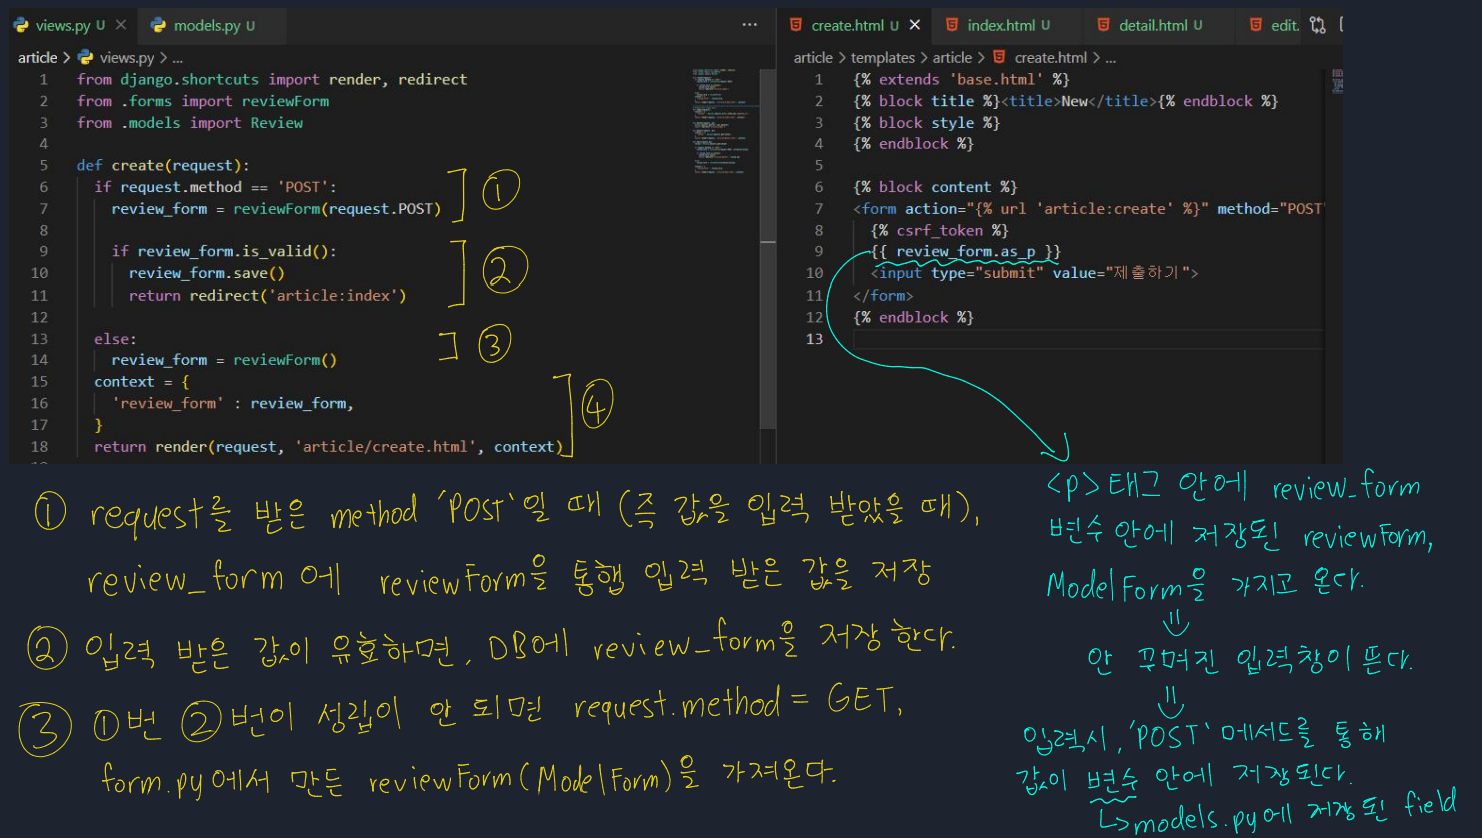 views.py U
models.py U
article > views.py > ...
1 from django.shortcuts import render, redirect
2 from .forms import reviewForm
3 from .models import Review
4
5 def create(request):
6 if request.method == 'POST':
7 review_form = reviewForm(request.POST)
8
9 if review_form.is_valid():
10 review_form.save()
11 return redirect('article:index')
12
13 else:
14 review_form = reviewForm()
15 context = {
16 'review_form' : review_form,
17 }
18 return render(request, 'article/create.html', context)
①
②
③
④
create.html U
index.html U
detail.html U
edit.
article > templates > article > create.html > ...
1 {% extends 'base.html' %}
2 {% block title %}<title>New</title>{% endblock %}
3 {% block style %}
4 {% endblock %}
5
6 {% block content %}
7 <form action="{% url 'article:create' %}" method="POST"
8 {% csrf_token %}
9 {{ review_form.as_p }}
10 <input type="submit" value="제출하기">
11 </form>
12 {% endblock %}
13
① request를 받은 method 'POST'일 때 (즉 값을 입력 받았을 때),
review_form에 reviewForm을 통햅 입력 받은 값을 저장
② 입력 받은 값이 유효하면, DB에 review_form을 저장한다.
③ ①번 ②번이 성립이 안 되면 request.method = GET,
form.py에서 만든 reviewForm(ModelForm)을 가져온다.
<p>태그 안에 review_form
변수 안에 저장된 reviewForm,
ModelForm을 가지고 온다.
안 꾸며진 입력창이 뜬다.
입력시, 'POST' 메서드를 통해
값이 변수 안에 저장된다.
models.py에 저장된 field